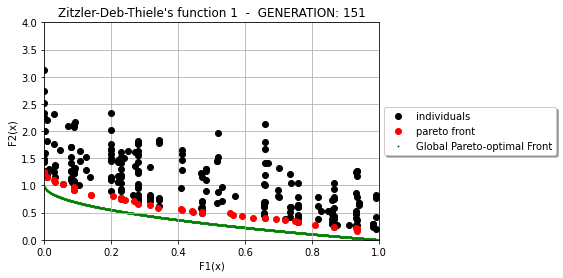 Zitzler-Deb-Thiele's function 1 - GENERATION: 151
4.0
3.5
3.0
2.5
2.0
1.5
1.0
0.5
0.0
F2(x)
0.0 0.2 0.4 0.6 0.8 1.0
F1(x)
individuals
pareto front
Global Pareto-optimal Front